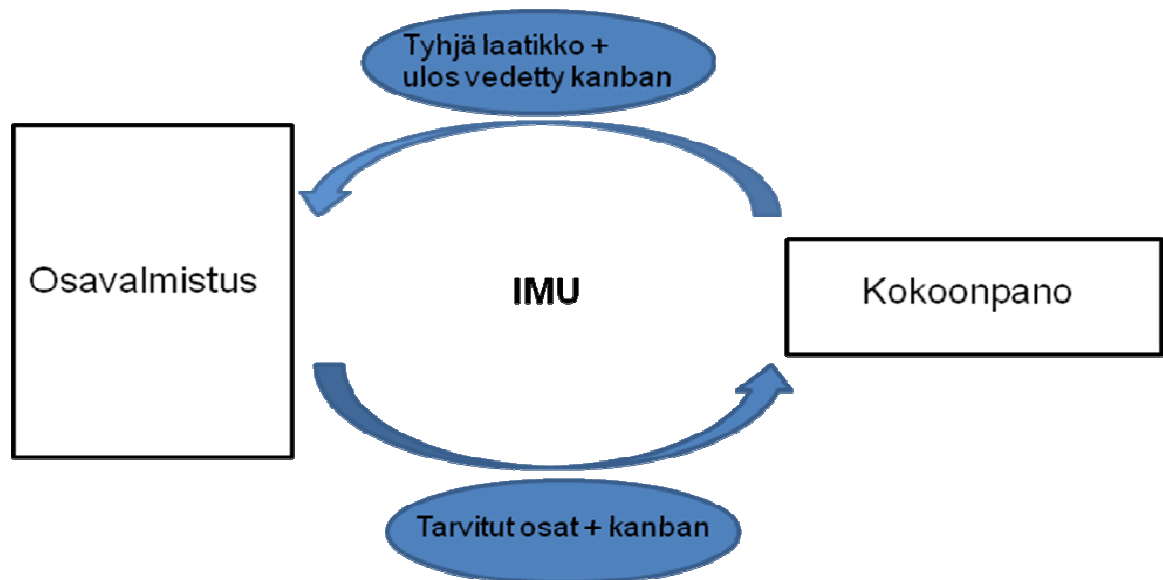 Tyhjä laatikko +
ulos vedetty kanban
Osavalmistus
IMU
Kokoonpano
Tarvitut osat + kanban